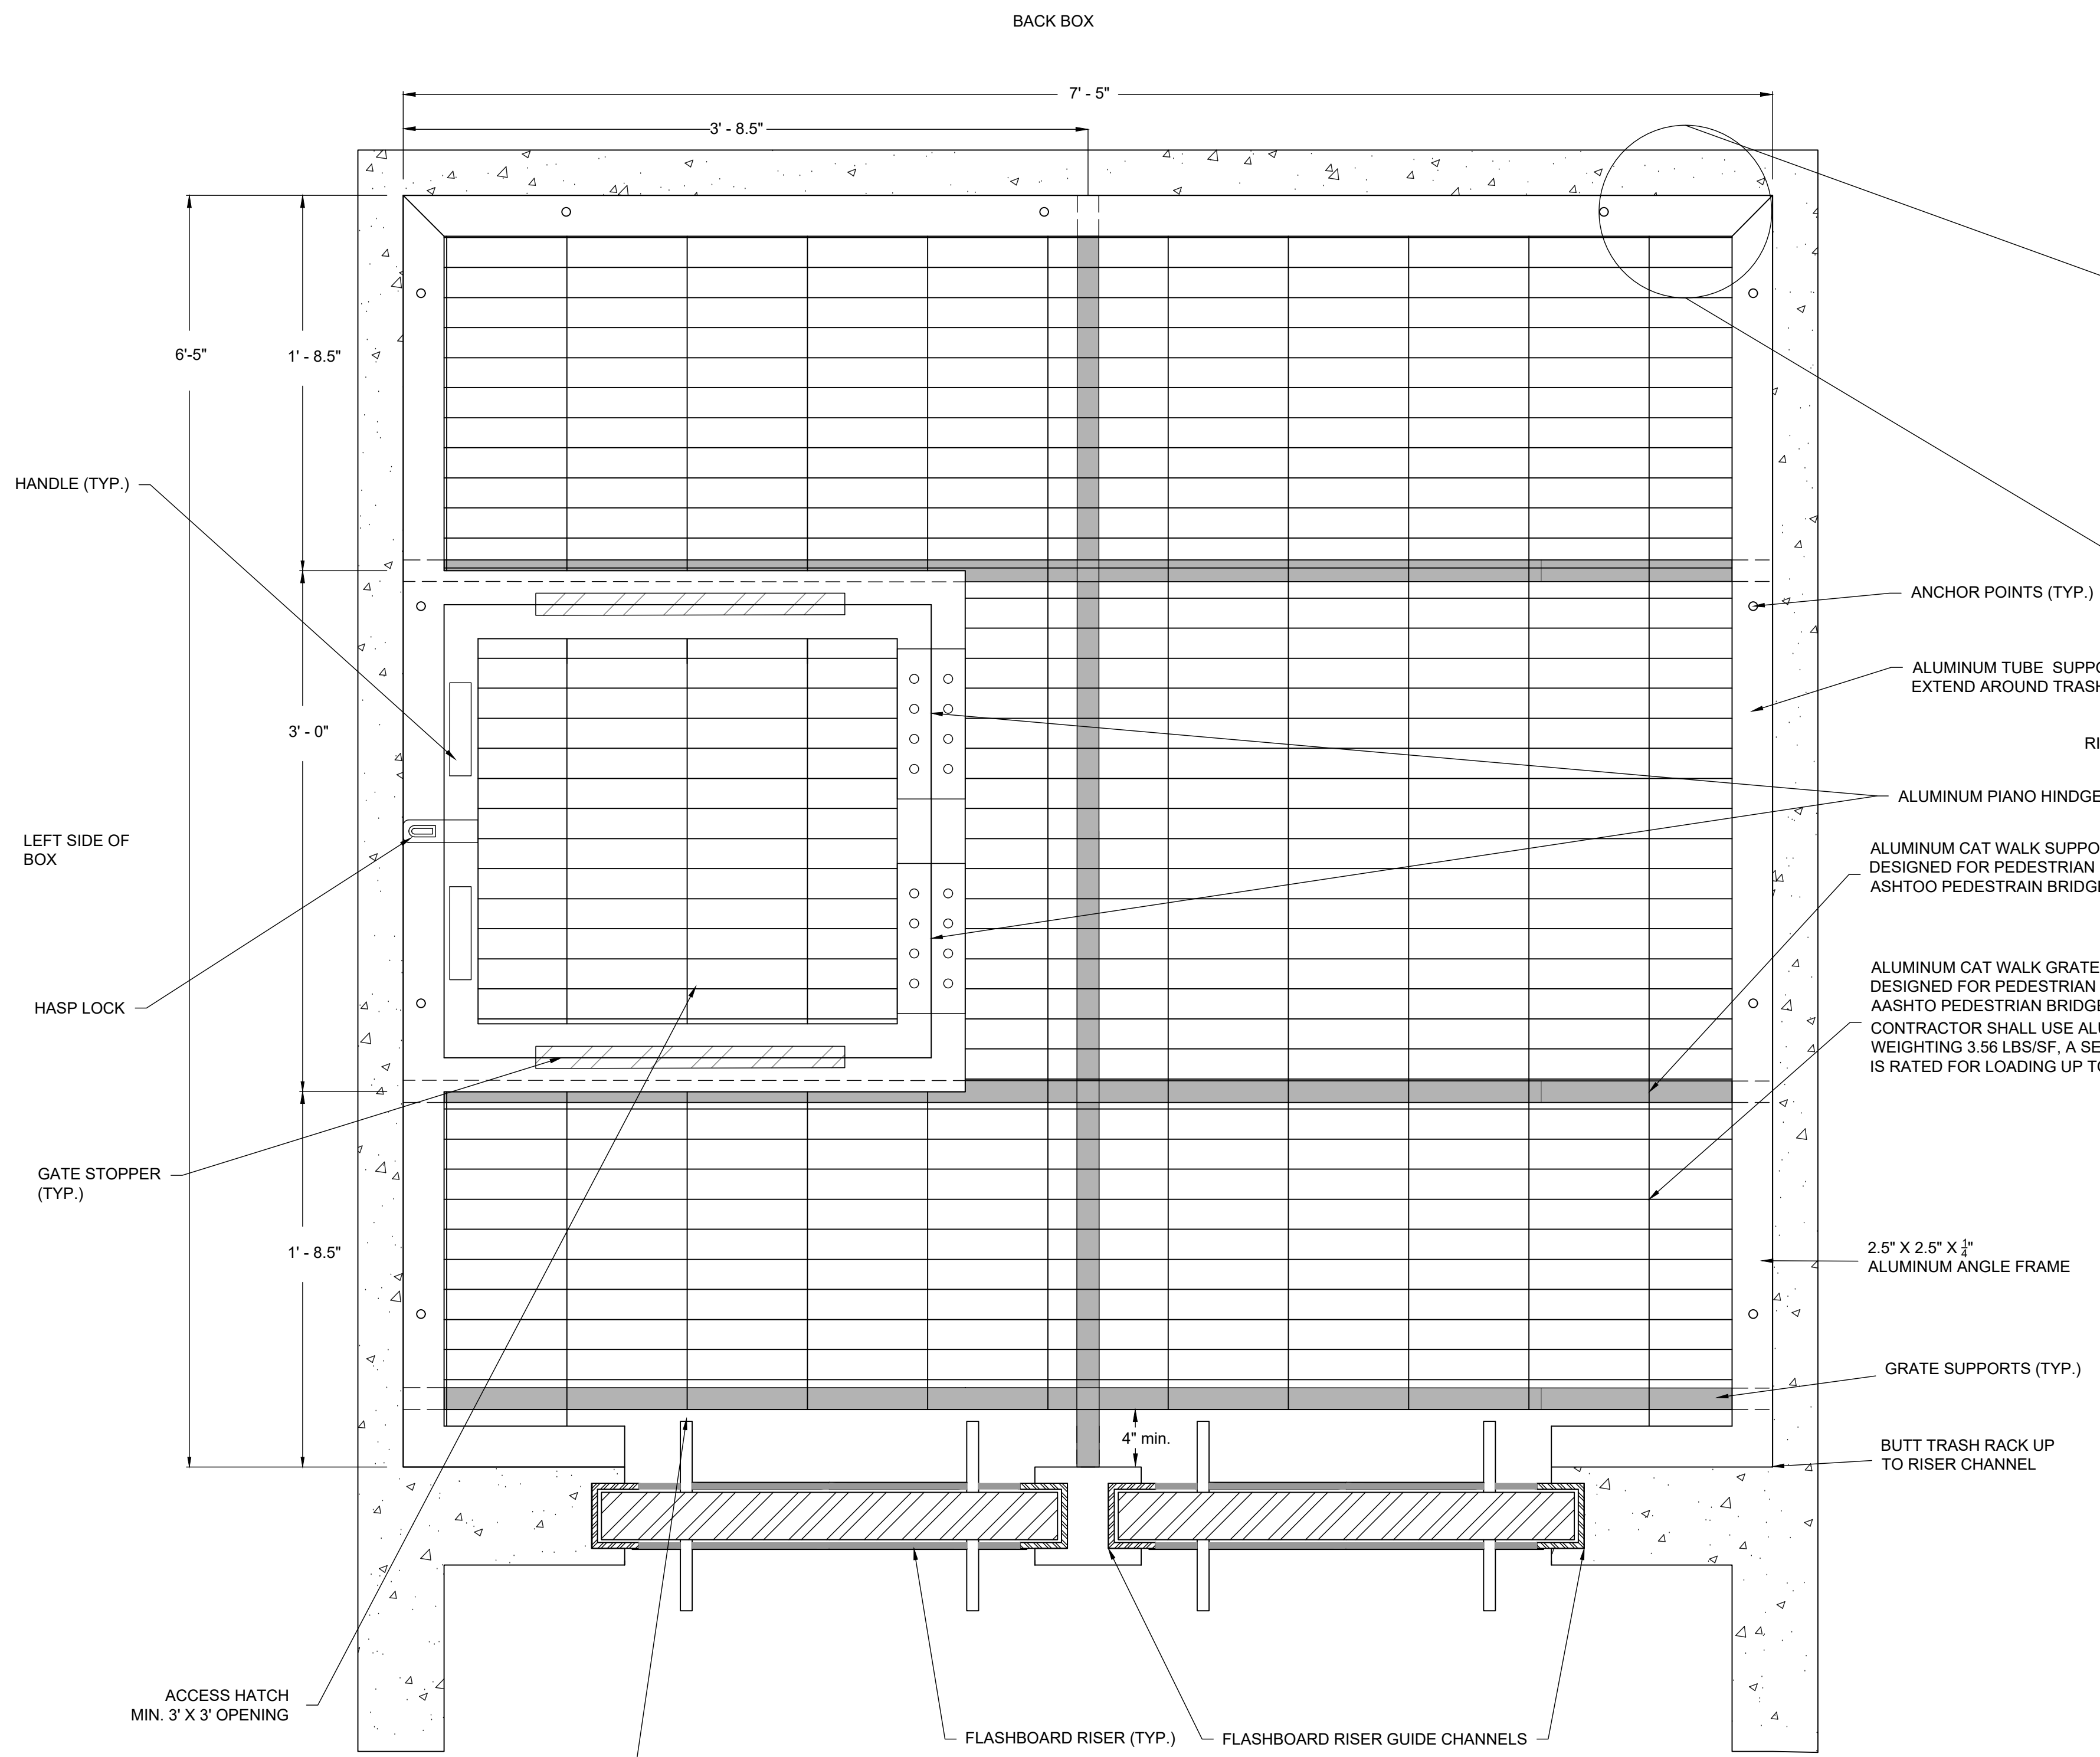 BACK BOX
7' - 5"
3' - 8.5"
6'-5"
1' - 8.5"
HANDLE (TYP.)
ANCHOR POINTS (TYP.)
ALUMINUM TUBE SUPPO
EXTEND AROUND TRASH
3' - 0"
RI
ALUMINUM PIANO HINDGE
LEFT SIDE OF
BOX
ALUMINUM CAT WALK SUPPO
DESIGNED FOR PEDESTRIAN
ASHTOO PEDESTRAIN BRIDGE
HASP LOCK
ALUMINUM CAT WALK GRATE
DESIGNED FOR PEDESTRIAN
AASHTO PEDESTRIAN BRIDGE
CONTRACTOR SHALL USE ALU
WEIGHTING 3.56 LBS/SF, A SE
IS RATED FOR LOADING UP TO
GATE STOPPER
(TYP.)
1' - 8.5"
2.5" X 2.5" X 1/4"
ALUMINUM ANGLE FRAME
GRATE SUPPORTS (TYP.)
4" min.
BUTT TRASH RACK UP
TO RISER CHANNEL
ACCESS HATCH
MIN. 3' X 3' OPENING
FLASHBOARD RISER (TYP.)
FLASHBOARD RISER GUIDE CHANNELS